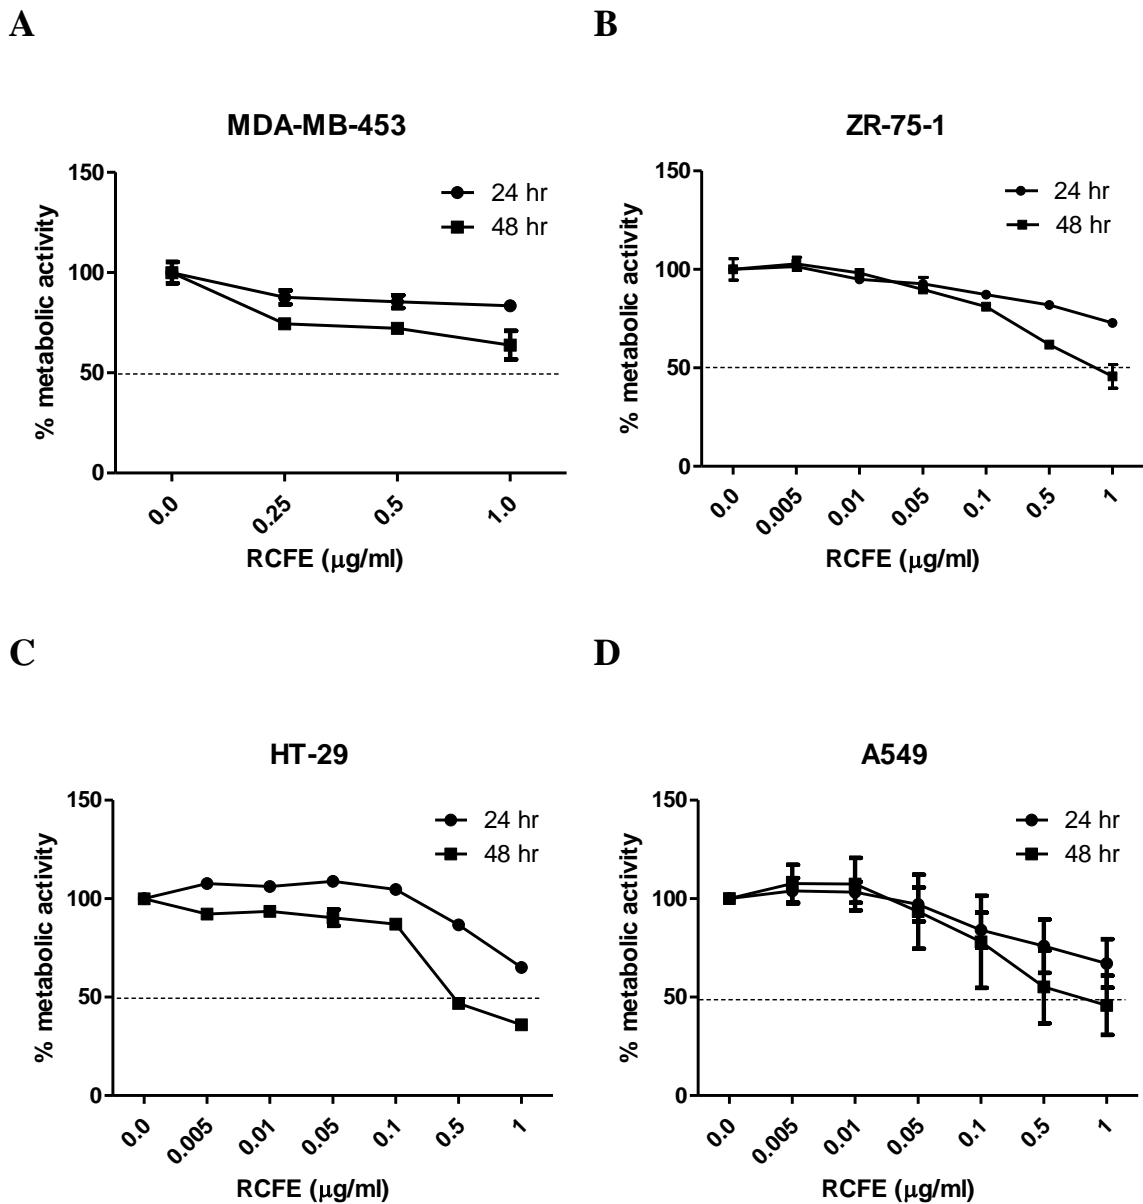 A
MDA-MB-453
150
100
50
0
% metabolic activity
24 hr
48 hr
0.0
0.25
0.5
1.0
RCFE (μg/ml)
B
ZR-75-1
150
100
50
0
% metabolic activity
24 hr
48 hr
0.0
0.005
0.01
0.05
0.1
0.5
1
RCFE (μg/ml)
C
HT-29
150
100
50
0
% metabolic activity
24 hr
48 hr
0.0
0.005
0.01
0.05
0.1
0.5
1
RCFE (μg/ml)
D
A549
150
100
50
0
% metabolic activity
24 hr
48 hr
0.0
0.005
0.01
0.05
0.1
0.5
1
RCFE (μg/ml)